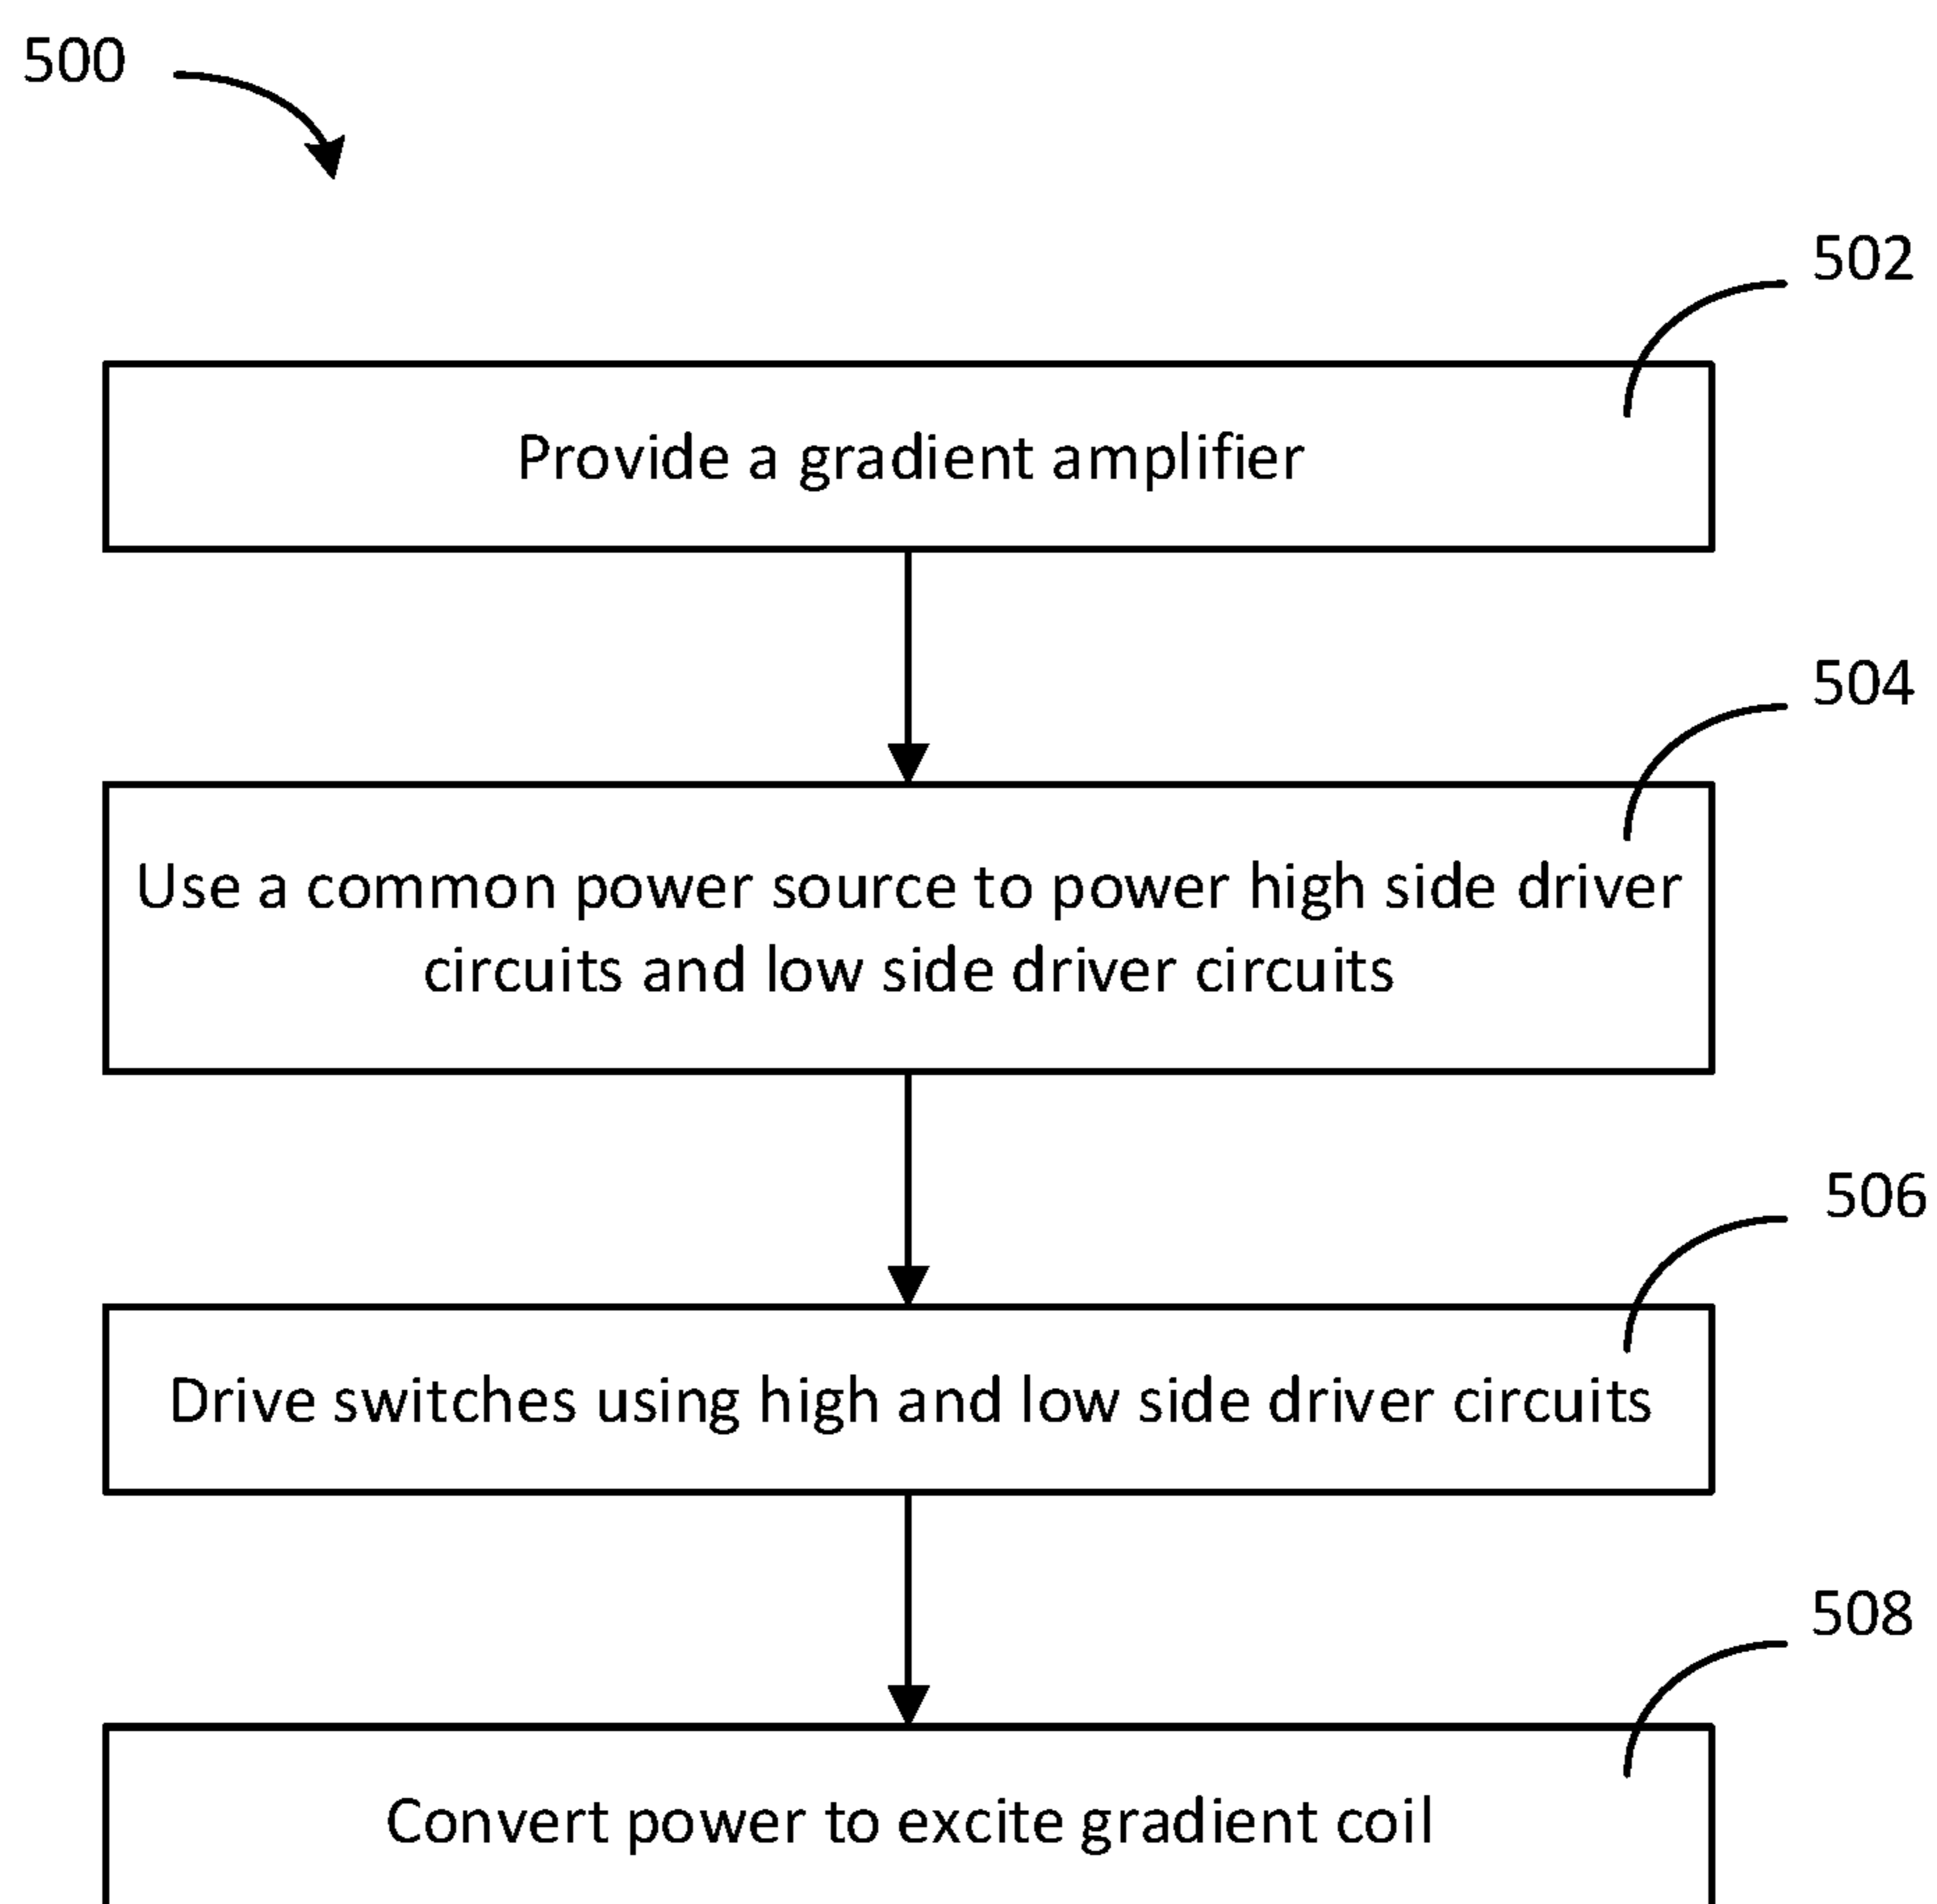 500
502
Provide a gradient amplifier
504
Use a common power source to power high side driver
circuits and low side driver circuits
506
Drive switches using high and low side driver circuits
508
Convert power to excite gradient coil